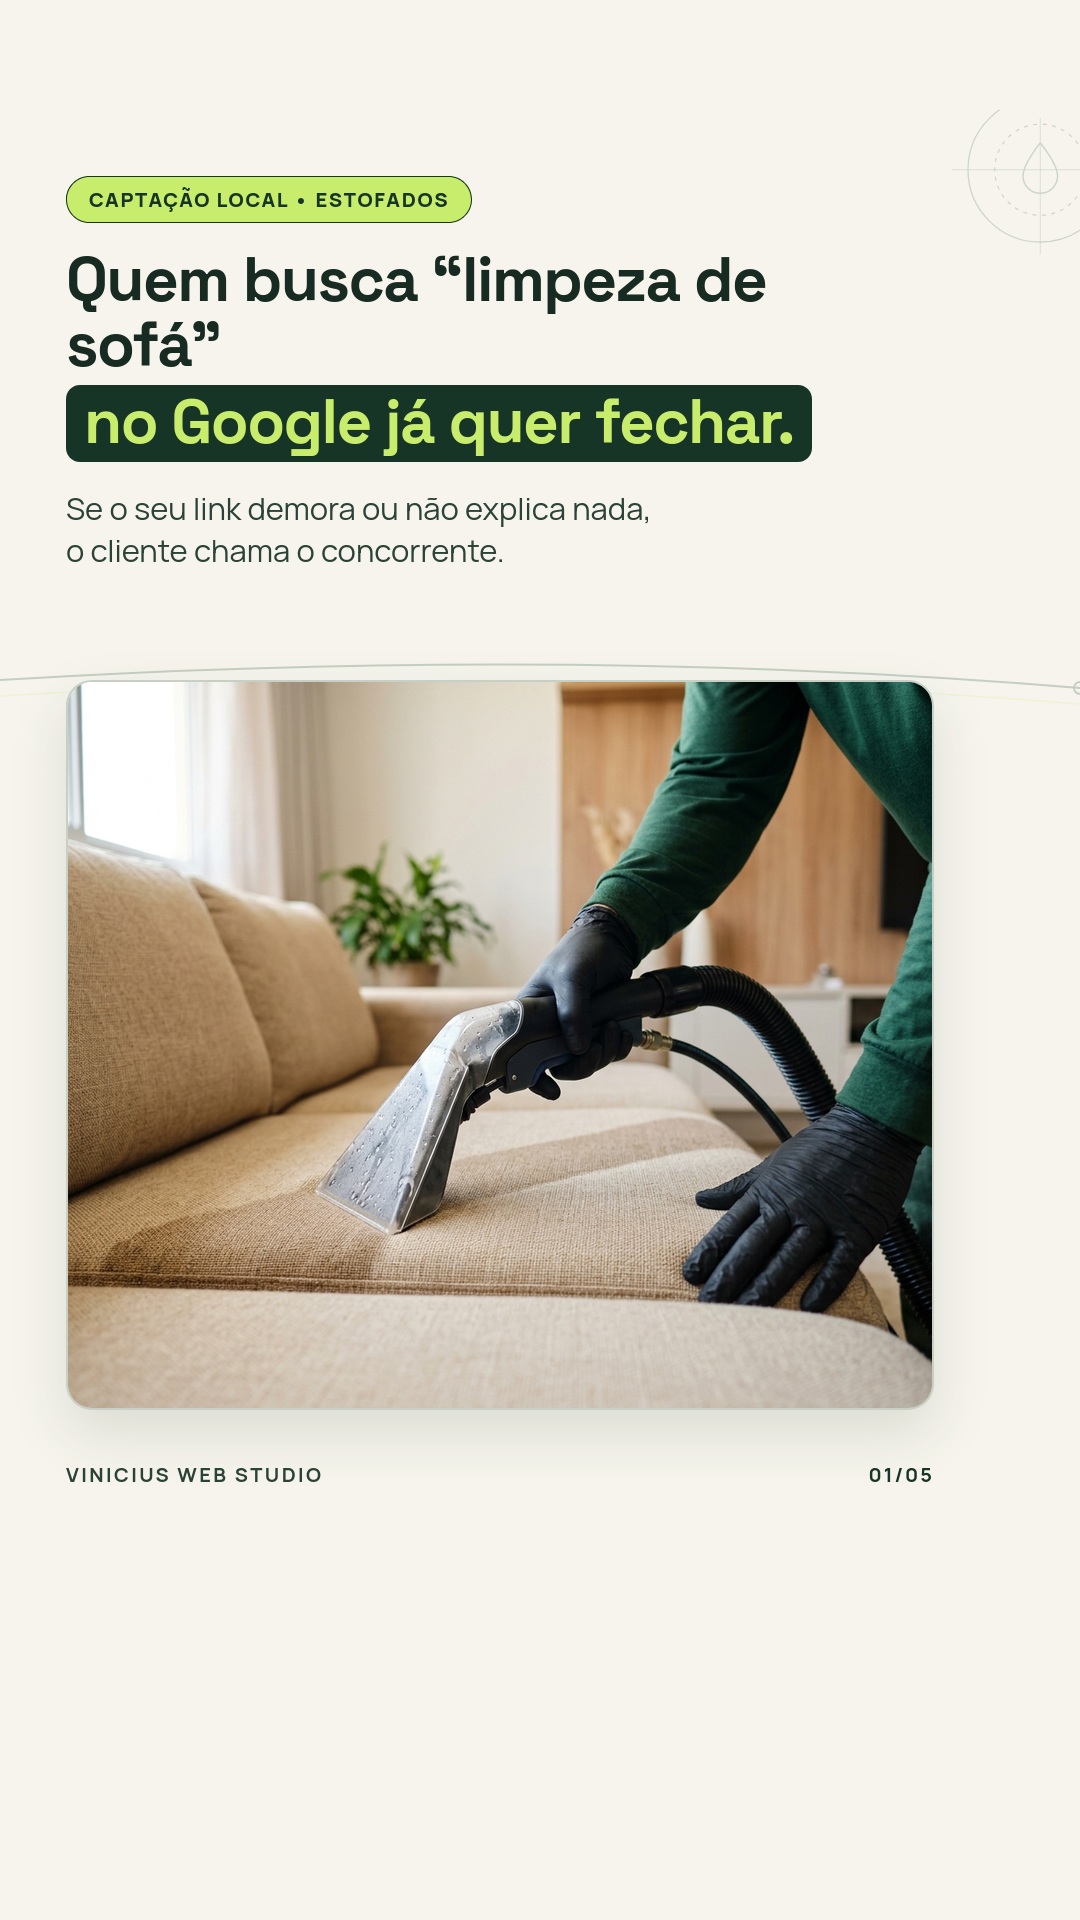 CAPTAÇÃO LOCAL • ESTOFADOS
Quem busca “limpeza de
sofá”
no Google já quer fechar.
Se o seu link demora ou não explica nada,
o cliente chama o concorrente.
VINICIUS WEB STUDIO
01/05